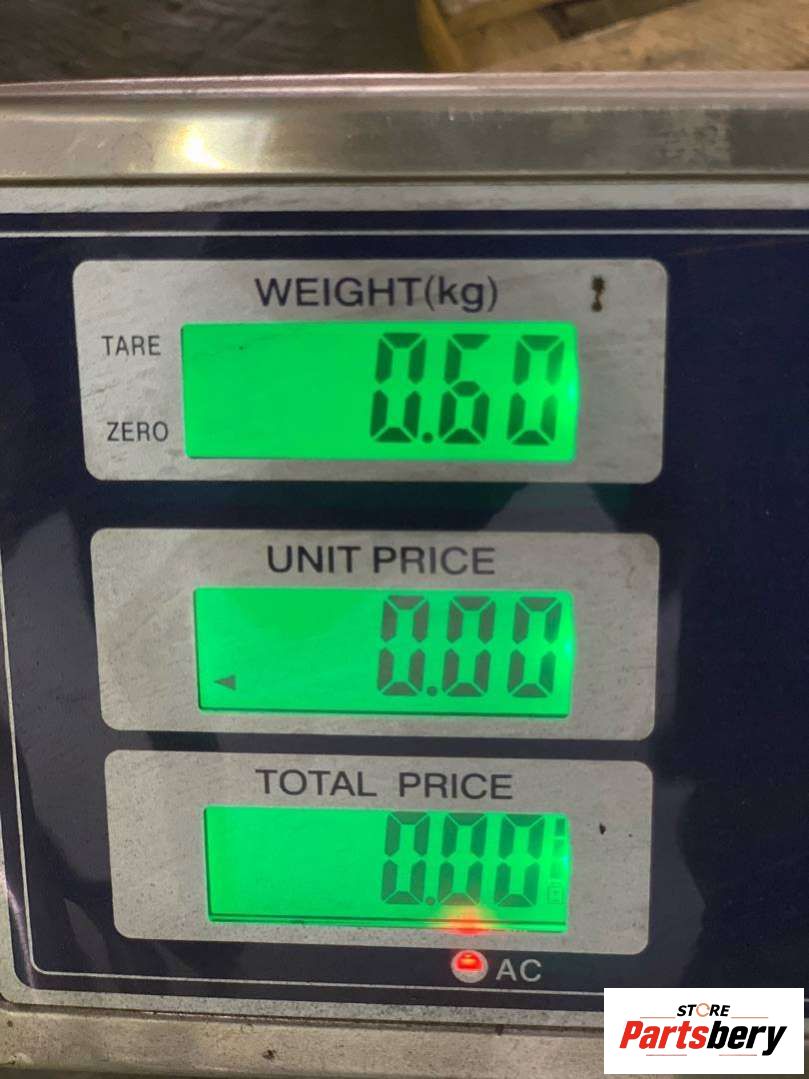 WEIGHT(kg)
TARE
0.60
ZERO
UNIT PRICE
0.00
TOTAL PRICE
0.00
AC
STORE
Partsbery